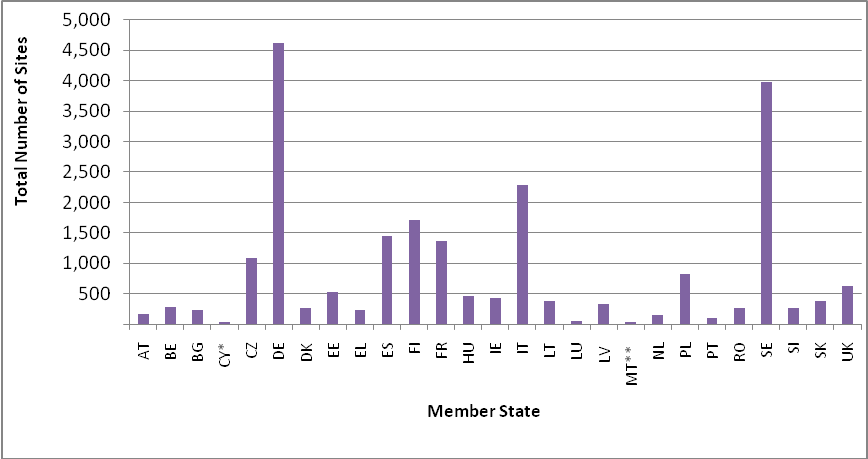 Total Number of Sites
5,000
4,500
4,000
3,500
3,000
2,500
2,000
1,500
1,000
500
AT
BE
BG
CY*
CZ
DE
DK
EE
EL
ES
FI
FR
HU
IE
IT
LT
LU
LV
MT**
NL
PL
PT
RO
SE
SI
SK
UK
Member State